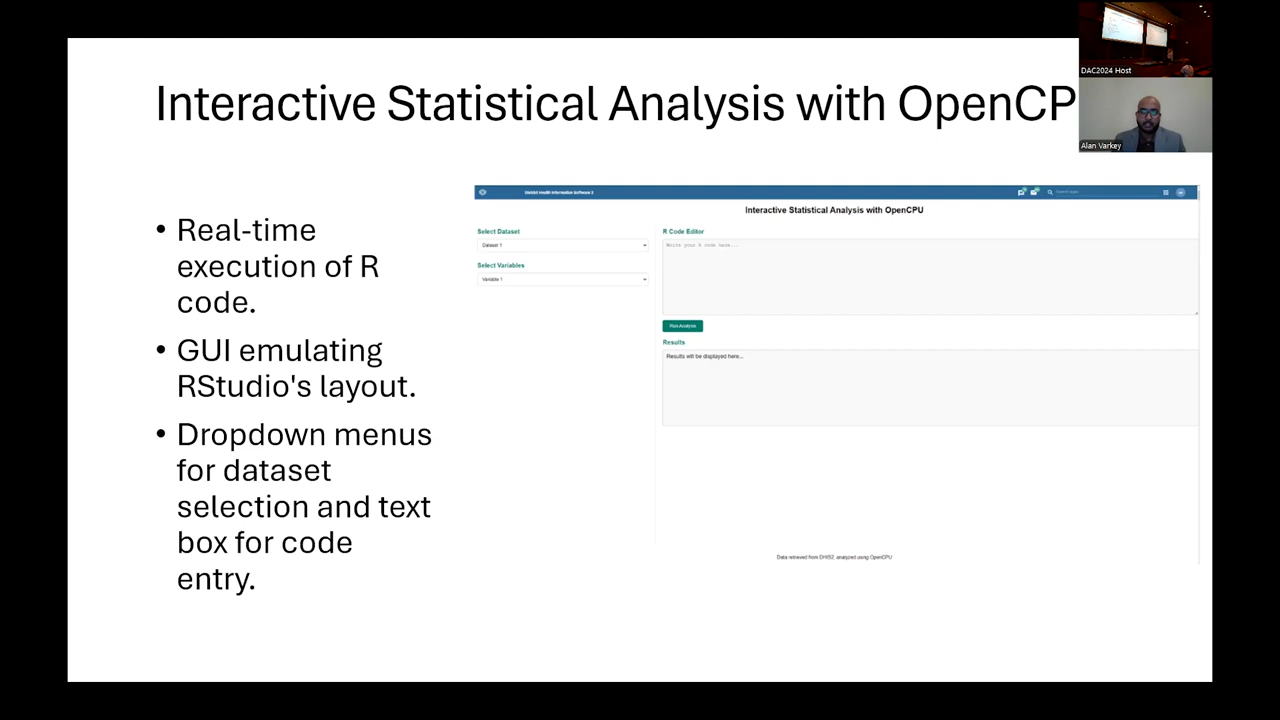 Interactive Statistical Analysis with OpenCP
DAC2024 Host
Alan Varkey
• Real-time
execution of R
code.
• GUI emulating
RStudio's layout.
• Dropdown menus
for dataset
selection and text
box for code
entry.
District Health Information Software 2
Search apps
Interactive Statistical Analysis with OpenCPU
Select Dataset
Dataset 1
Select Variables
Variable 1
R Code Editor
Write your R code here...
Run Analysis
Results
Results will be displayed here...
Data retrieved from DHIS2, analyzed using OpenCPU